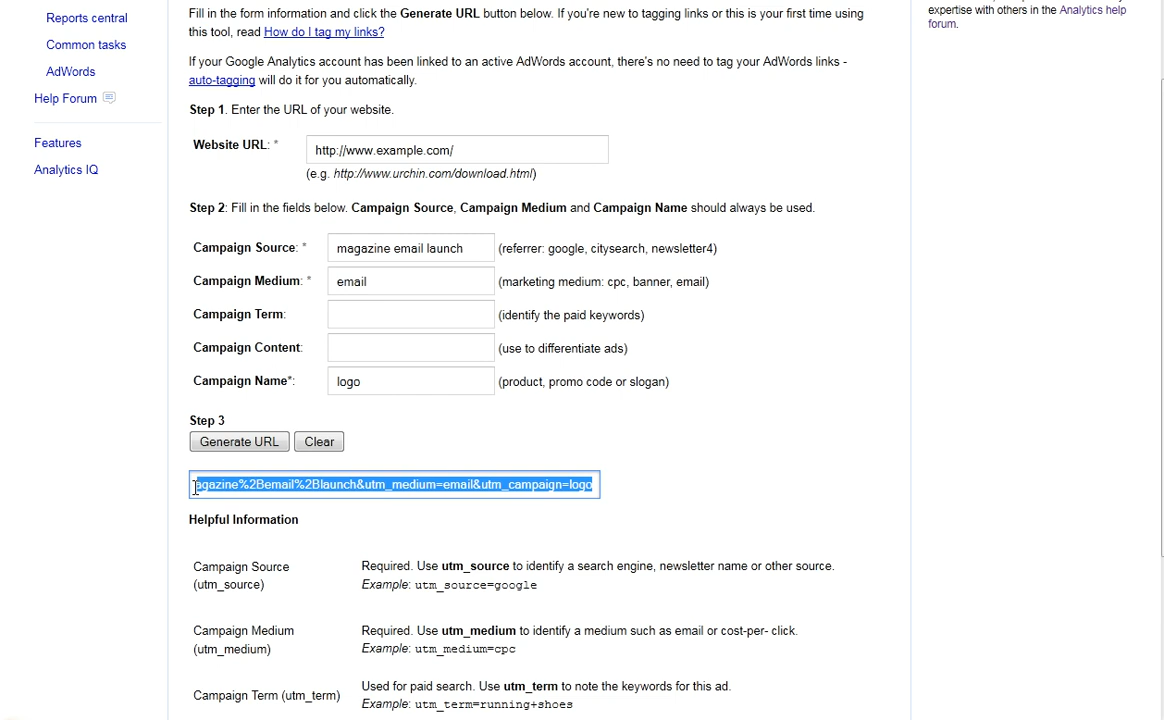 Reports central
Common tasks
AdWords
Help Forum
Features
Analytics IQ
Fill in the form information and click the Generate URL button below. If you're new to tagging links or this is your first time using
this tool, read How do I tag my links?
If your Google Analytics account has been linked to an active AdWords account, there's no need to tag your AdWords links -
auto-tagging will do it for you automatically.
Step 1. Enter the URL of your website.
Website URL: * http://www.example.com/
(e.g. http://www.urchin.com/download.html)
Step 2: Fill in the fields below. Campaign Source, Campaign Medium and Campaign Name should always be used.
Campaign Source: * magazine email launch (referrer: google, citysearch, newsletter4)
Campaign Medium: * email (marketing medium: cpc, banner, email)
Campaign Term: (identify the paid keywords)
Campaign Content: (use to differentiate ads)
Campaign Name*: logo (product, promo code or slogan)
Step 3
Generate URL Clear
agazine%2Bemail%2Blaunch&utm_medium=email&utm_campaign=logo
Helpful Information
Campaign Source
(utm_source)
Required. Use utm_source to identify a search engine, newsletter name or other source.
Example: utm_source=google
Campaign Medium
(utm_medium)
Required. Use utm_medium to identify a medium such as email or cost-per- click.
Example: utm_medium=cpc
Campaign Term (utm_term)
Used for paid search. Use utm_term to note the keywords for this ad.
Example: utm_term=running+shoes
expertise with others in the Analytics help
forum.